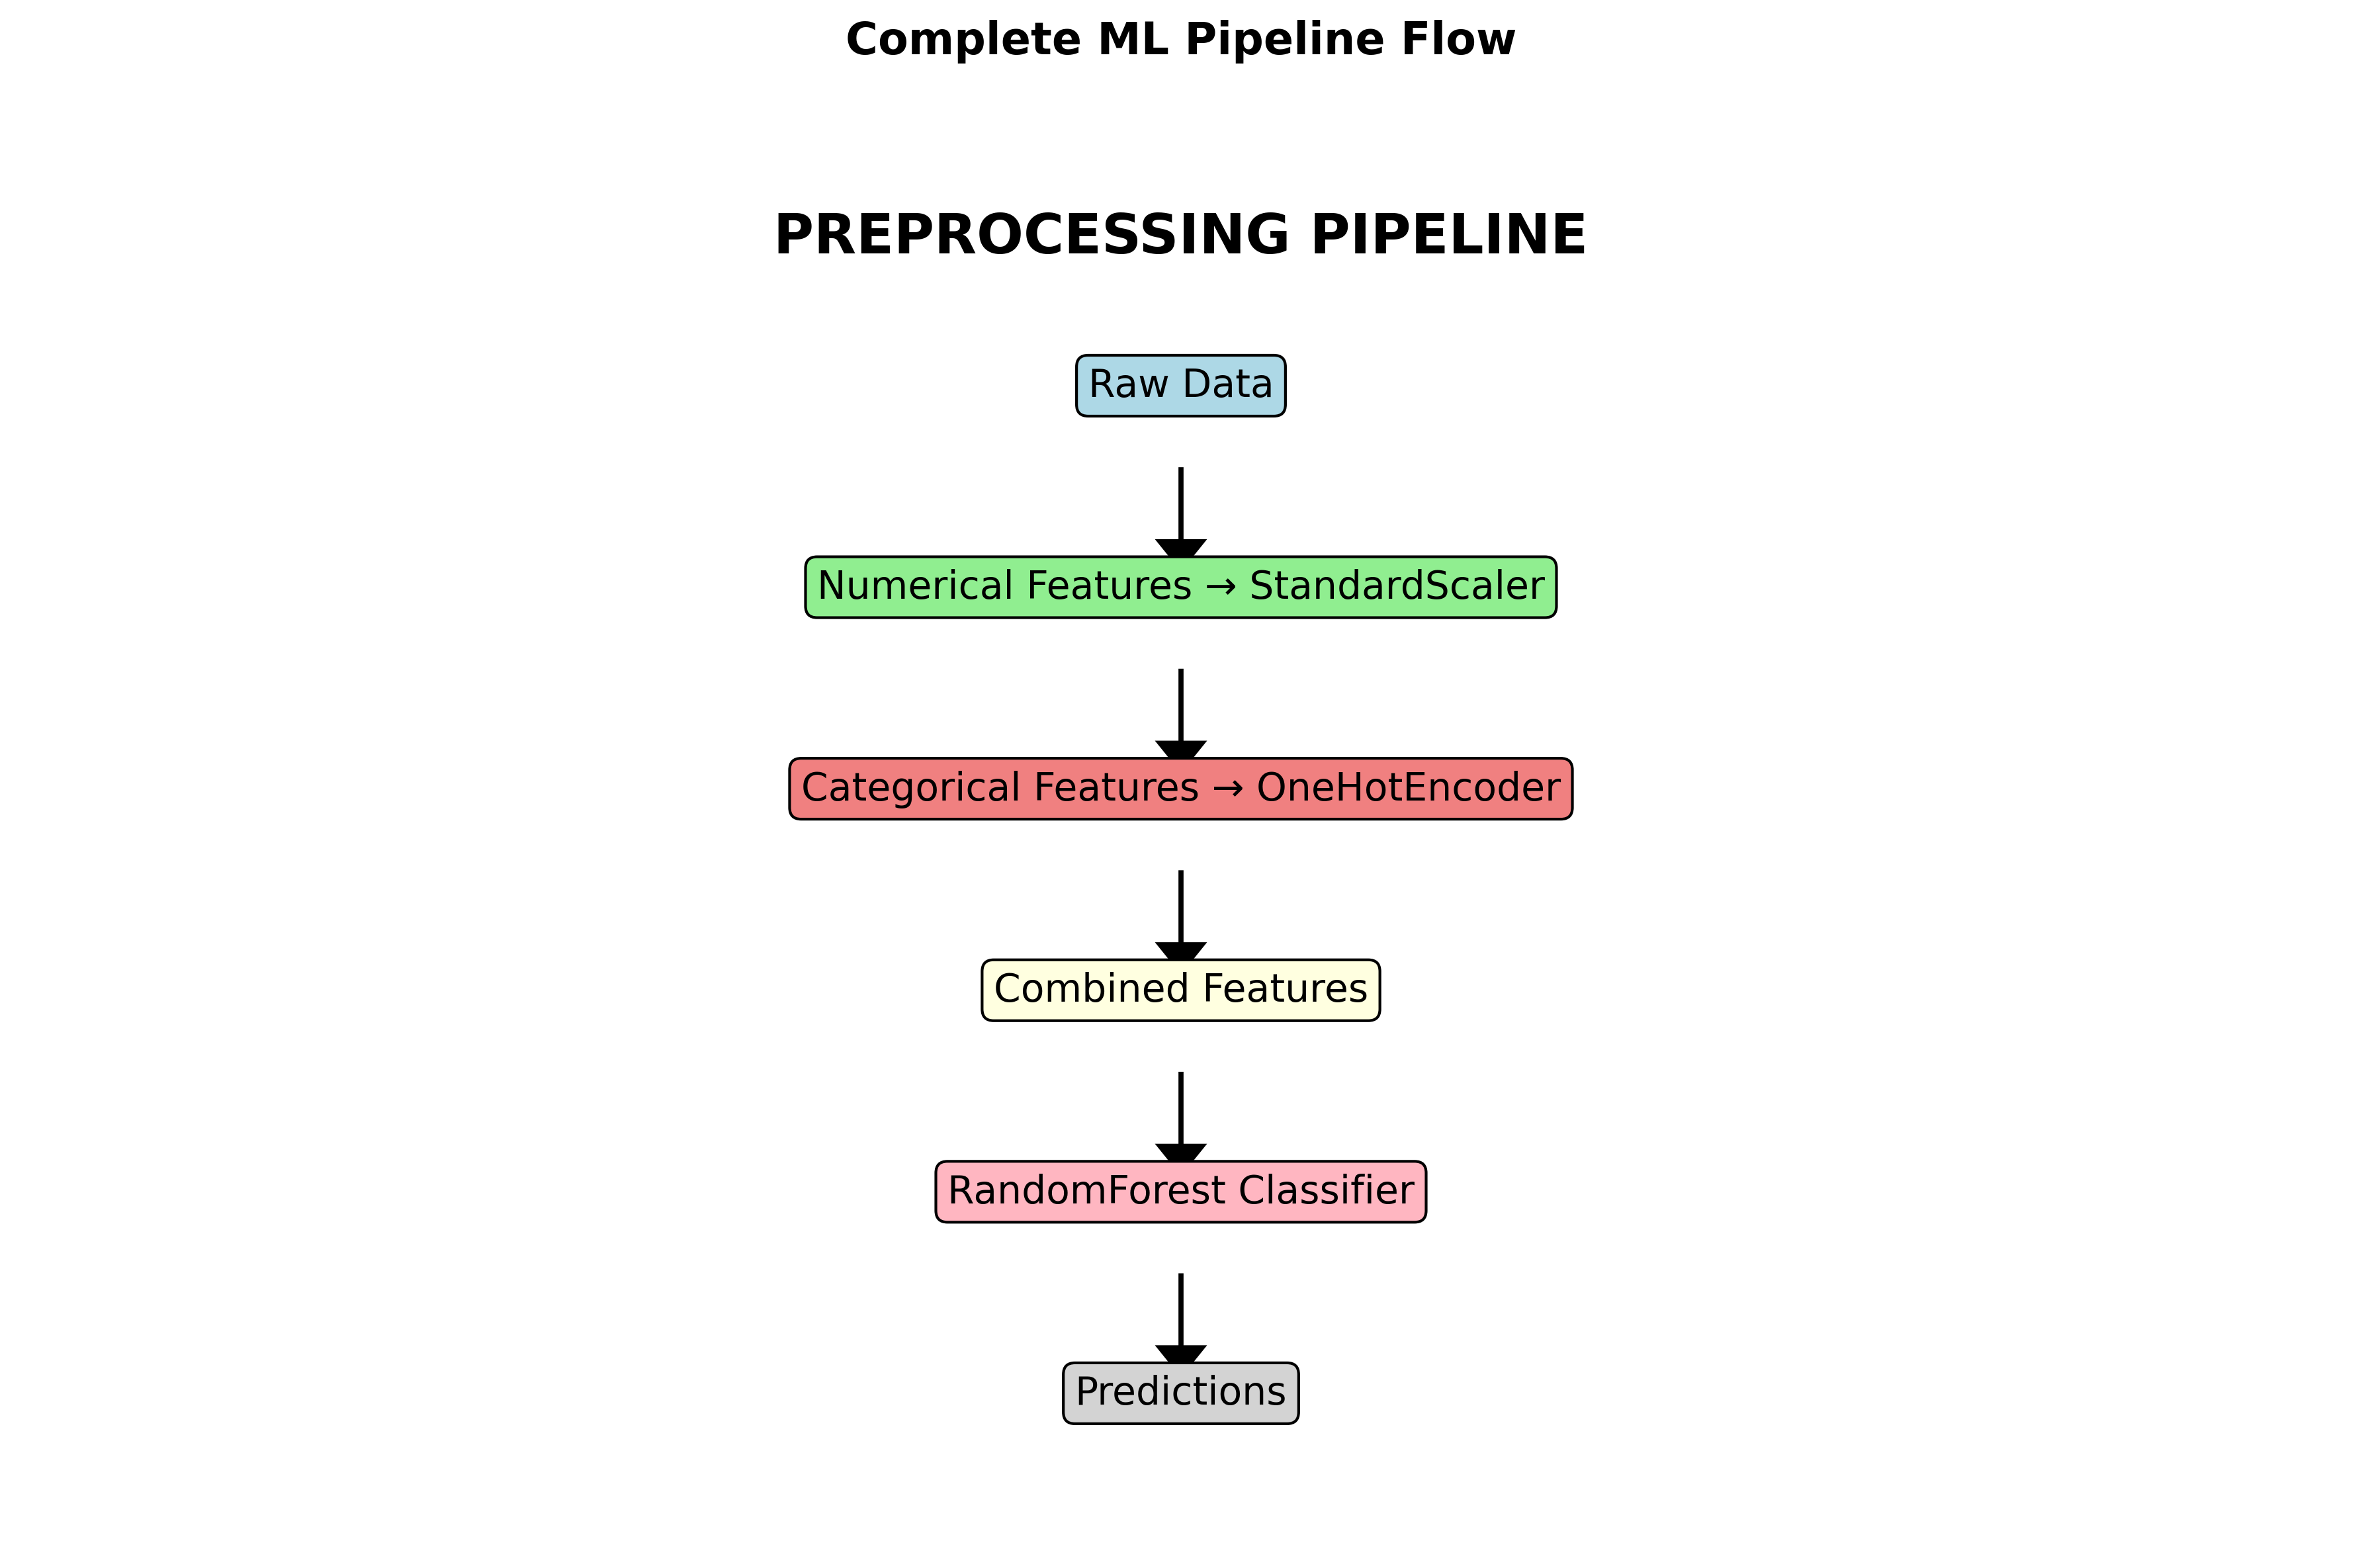 Complete ML Pipeline Flow
PREPROCESSING PIPELINE
Raw Data
Numerical Features → StandardScaler
Categorical Features → OneHotEncoder
Combined Features
RandomForest Classifier
Predictions